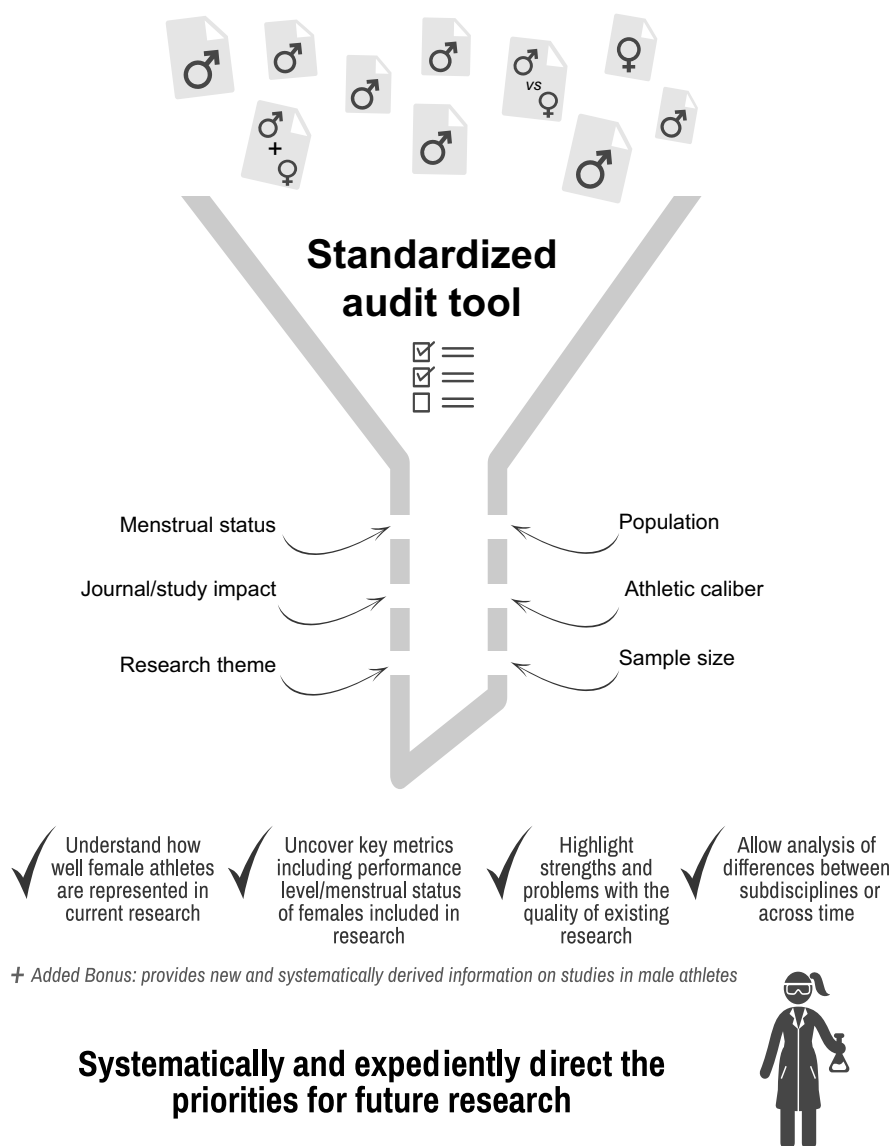 vs
+
Standardized
audit tool
Menstrual status
Population
Journal/study impact
Athletic caliber
Research theme
Sample size
Understand how
well female athletes
are represented in
current research
Uncover key metrics
including performance
level/menstrual status
of females included in
research
Highlight
strengths and
problems with the
quality of existing
research
Allow analysis of
differences between
subdisciplines or
across time
+ Added Bonus: provides new and systematically derived information on studies in male athletes
Systematically and expediently direct the
priorities for future research